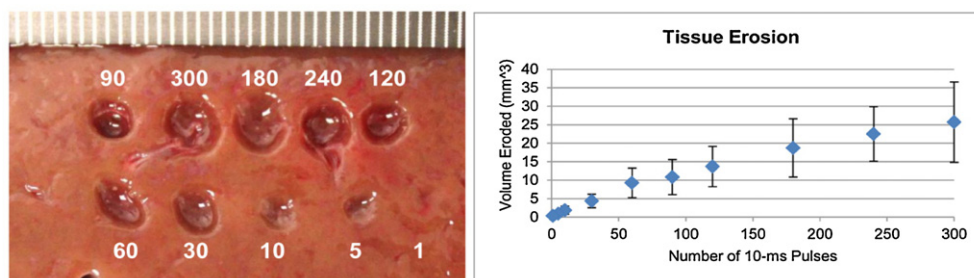 90 300 180 240 120
60 30 10 5 1
Tissue Erosion
Volume Eroded (mm^3)
40
35
30
25
20
15
10
5
0
0 50 100 150 200 250 300
Number of 10-ms Pulses